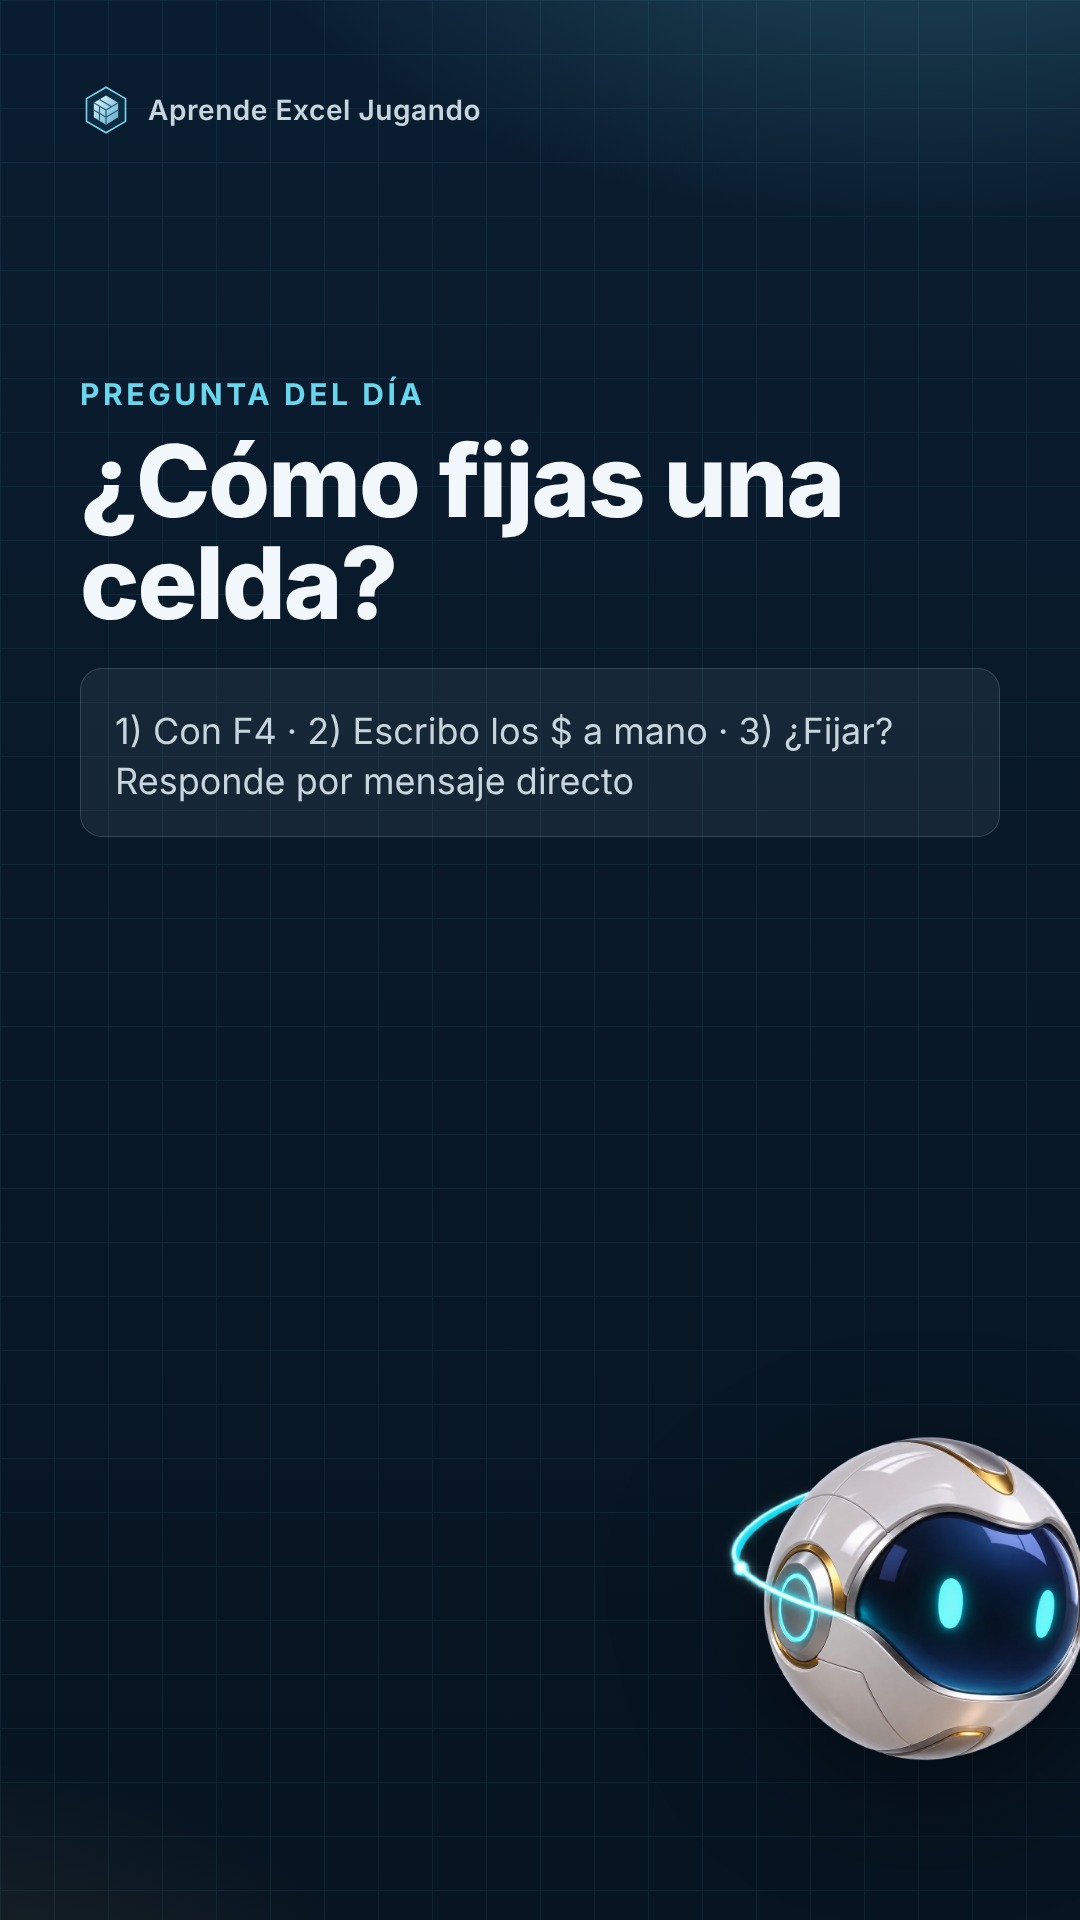 Aprende Excel Jugando
PREGUNTA DEL DÍA
¿Cómo fijas una
celda?
1) Con F4 · 2) Escribo los $ a mano · 3) ¿Fijar?
Responde por mensaje directo